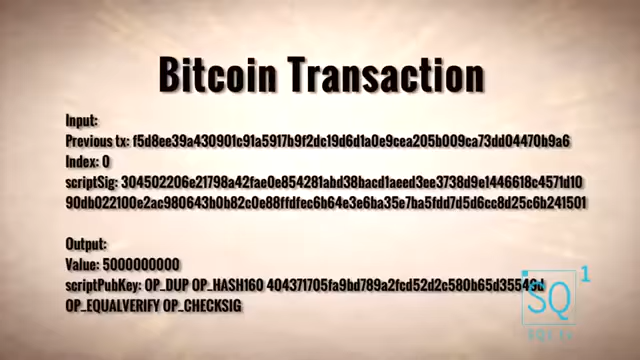 Bitcoin Transaction
Input:
Previous tx: f5d8ee39a430901c91a5917b9f2dc19d6d1a0e9cea205b009ca73dd04470b9a6
Index: 0
scriptSig: 304502206e21798a42fae0e854281abd38bacd1aeed3ee3738d9e1446618c4571d10
90db022100e2ac980643b0b82c0e88ffdfec6b64e3e6ba35e7ba5fdd7d5d6cc8d25c6b241501
Output:
Value: 5000000000
scriptPubKey: OP_DUP OP_HASH160 404371705fa9bd789a2fcd52d2c580b65d35549d
OP_EQUALVERIFY OP_CHECKSIG
SQ 1